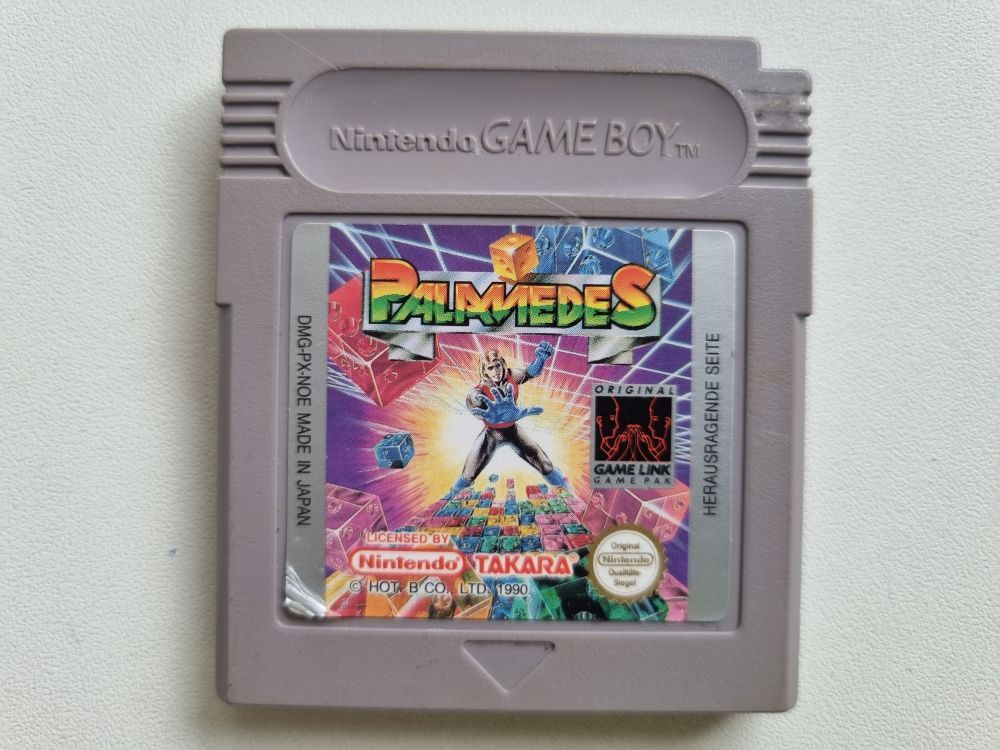 Nintendo GAME BOY TM
PALAMEDES
DMG-PX-NOE MADE IN JAPAN
HERAUSRAGENDE SEITE
ORIGINAL
GAME LINK
GAME PAK
LICENSED BY
Nintendo TAKARA®
© HOT. B CO. LTD. 1990.
Original
Nintendo
Qualitäts-
Siegel